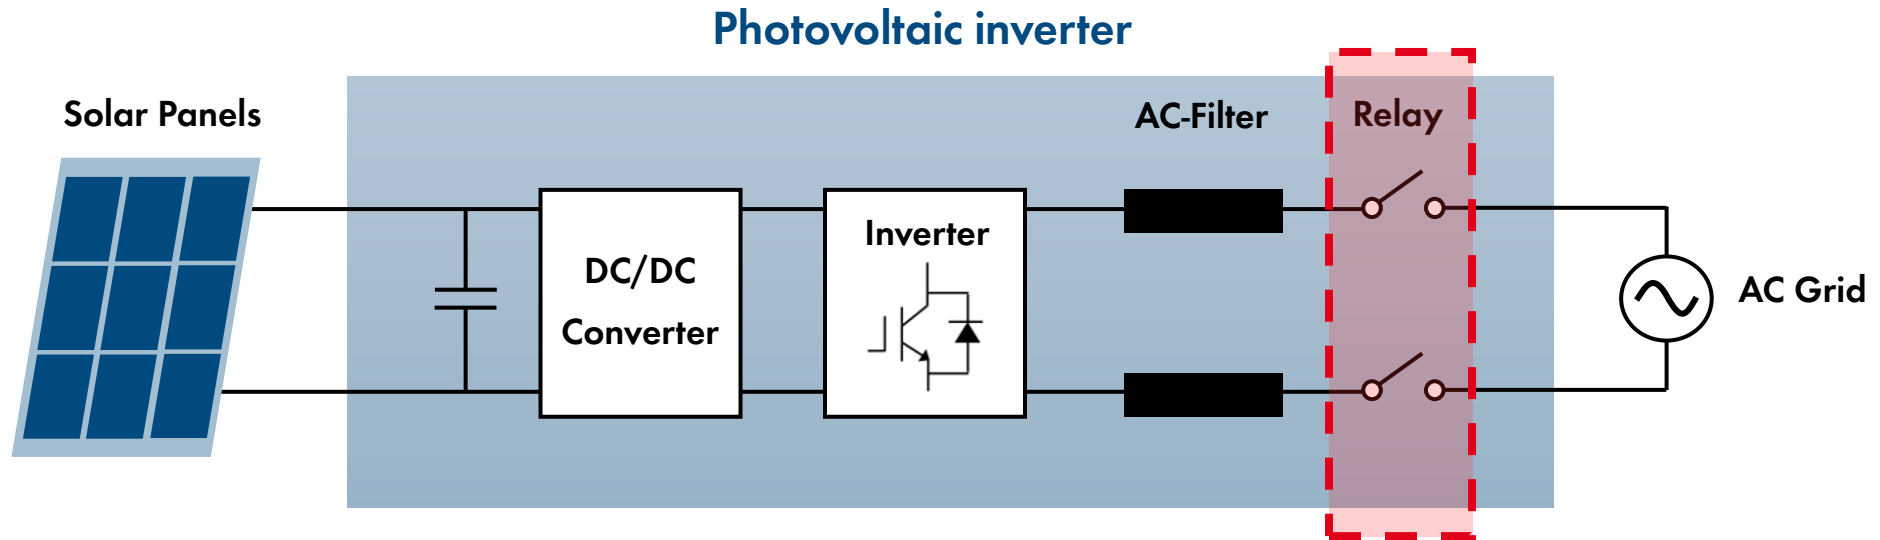 Photovoltaic inverter
Solar Panels
AC-Filter
Relay
Inverter
DC/DC
Converter
AC Grid